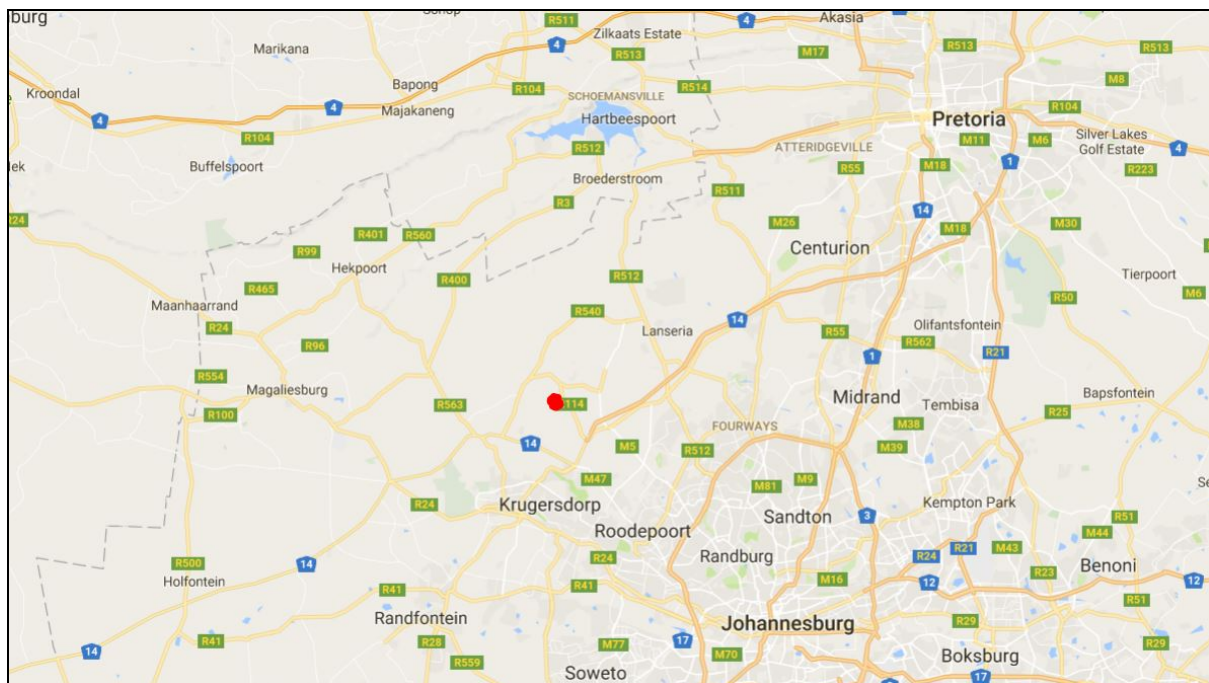 burg
R511
4
Akasia
Marikana
Zilkaats Estate
M17
R513
R513
4
R513
M8
Bapong
R104
R514
Kroondal
4
4
Majakaneng
SCHOEMANSVILLE
Hartbeespoort
R104
Pretoria
R104
Silver Lakes
Golf Estate
4
M11
M6
ATTERIDGEVILLE
R55
M18
1
R223
lek
Buffelspoort
R512
Broederstroom
R511
R3
14
M26
M18
M30
R24
R401
R560
Centurion
R99
Hekpoort
R400
R512
Tierpoort
M6
R465
R50
Maanhaarrand
R24
R540
Lanseria
14
R55
Olifantsfontein
R562
R21
R96
1
R554
Magaliesburg
R100
R563
114
Midrand
Tembisa
Bapsfontein
R25
FOURWAYS
M38
14
M5
R512
M39
M47
M81
M9
R24
Krugersdorp
Kempton Park
Roodepoort
Sandton
3
R51
M44
R500
14
R24
Randburg
R24
R21
M43
R23
Benoni
Holfontein
R41
R41
M16
12
12
R51
Randfontein
R28
Johannesburg
R29
R29
R41
14
M77
17
M70
R559
Soweto
Boksburg
17